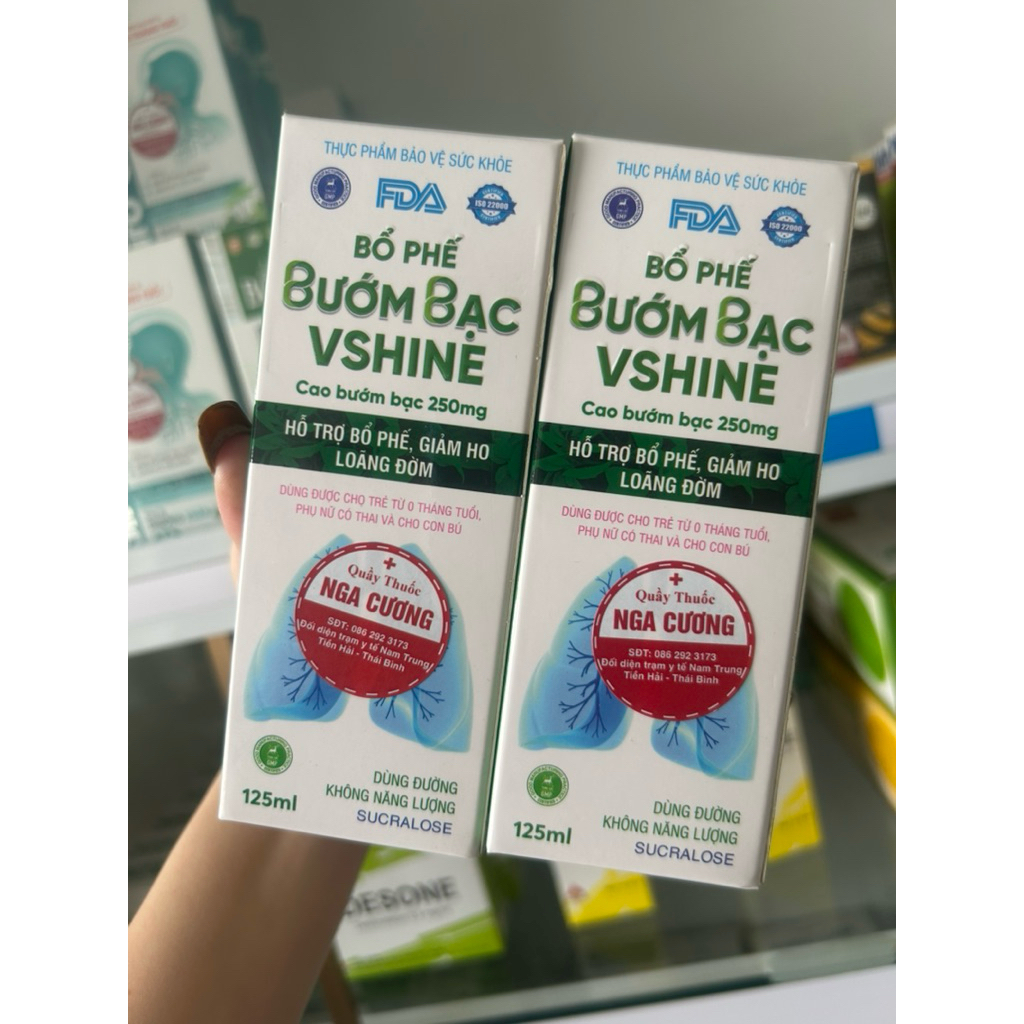 THỰC PHẨM BẢO VỆ SỨC KHỎE
FDA
ISO 22000
BỔ PHẾ
BƯỚM BẠC
VSHINE
Cao bướm bạc 250mg
HỖ TRỢ BỔ PHẾ, GIẢM HO
LOÃNG ĐỜM
DÙNG ĐƯỢC CHO TRẺ TỪ 0 THÁNG TUỔI,
PHỤ NỮ CÓ THAI VÀ CHO CON BÚ
Quầy Thuốc
NGA CƯƠNG
SĐT: 086 292 3173
Đối diện trạm y tế Nam Trung
Tiền Hải - Thái Bình
GMP
125ml
DÙNG ĐƯỜNG
KHÔNG NĂNG LƯỢNG
SUCRALOSE
THỰC PHẨM BẢO VỆ SỨC KHỎE
FDA
ISO 22000
BỔ PHẾ
BƯỚM BẠC
VSHINE
Cao bướm bạc 250mg
HỖ TRỢ BỔ PHẾ, GIẢM HO
LOÃNG ĐỜM
DÙNG ĐƯỢC CHO TRẺ TỪ 0 THÁNG TUỔI,
PHỤ NỮ CÓ THAI VÀ CHO CON BÚ
Quầy Thuốc
NGA CƯƠNG
SĐT: 086 292 3173
Đối diện trạm y tế Nam Trung
Tiền Hải - Thái Bình
GMP
125ml
DÙNG ĐƯỜNG
KHÔNG NĂNG LƯỢNG
SUCRALOSE